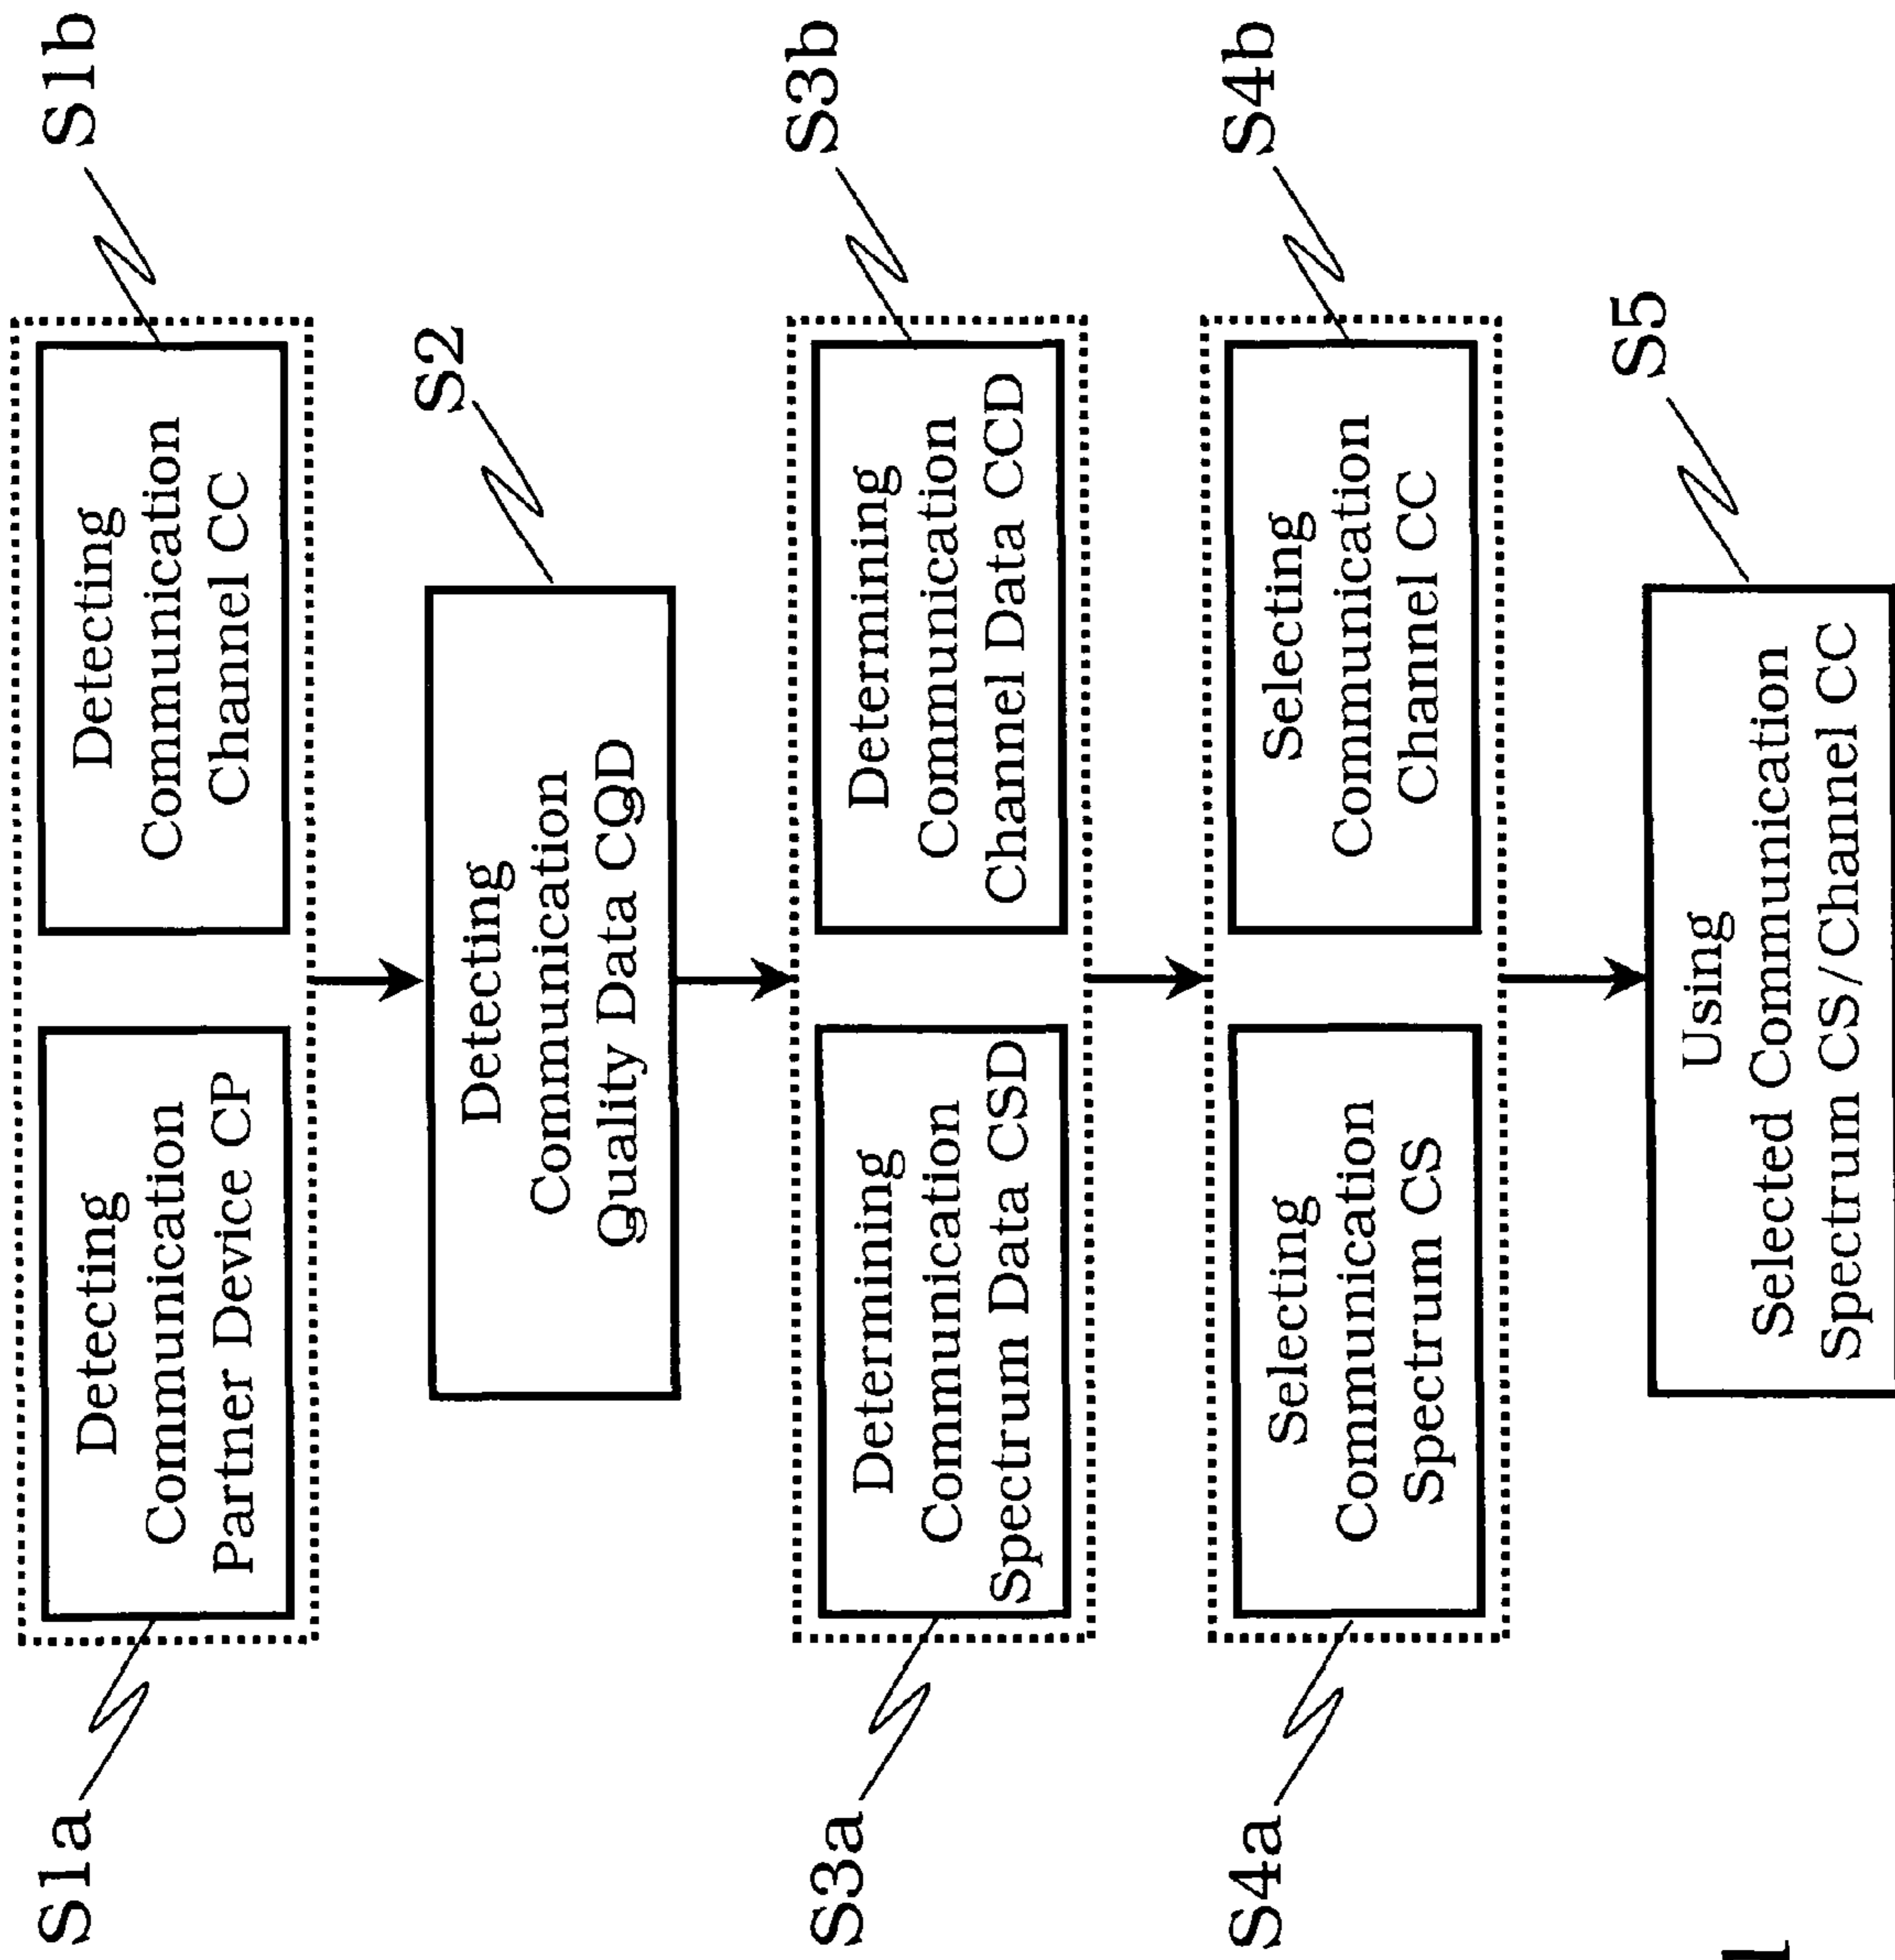 S1a
Detecting
Communication
Partner Device CP
Detecting
Communication
Channel CC
S1b
Detecting
Communication
Quality Data CQD
S2
S3a
Determining
Communication
Spectrum Data CSD
Determining
Communication
Channel Data CCD
S3b
S4a
Selecting
Communication
Spectrum CS
Selecting
Communication
Channel CC
S4b
Using
Selected Communication
Spectrum CS/Channel CC
S5